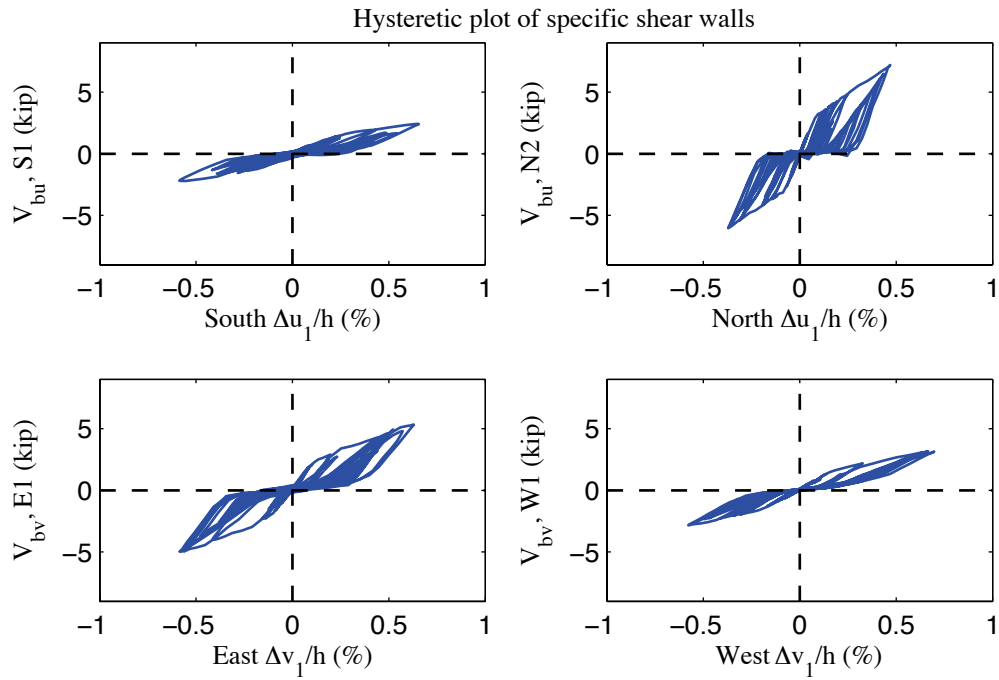 Hysteretic plot of specific shear walls
V_bu, S1 (kip)
5
0
−5
−1 −0.5 0 0.5 1
South Δu_1/h (%)
V_bu, N2 (kip)
5
0
−5
−1 −0.5 0 0.5 1
North Δu_1/h (%)
V_bv, E1 (kip)
5
0
−5
−1 −0.5 0 0.5 1
East Δv_1/h (%)
V_bv, W1 (kip)
5
0
−5
−1 −0.5 0 0.5 1
West Δv_1/h (%)